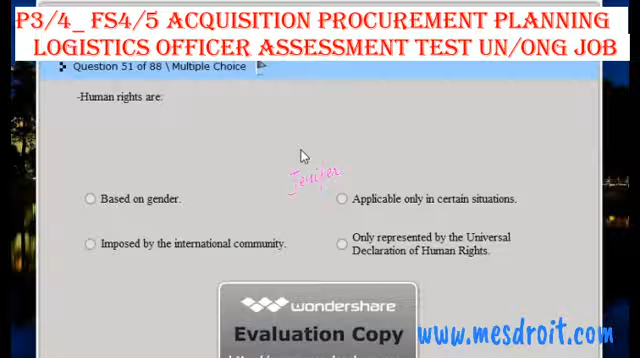 P3/4_ FS4/5 ACQUISITION PROCUREMENT PLANNING
LOGISTICS OFFICER ASSESSMENT TEST UN/ONG JOB
Question 51 of 88 \ Multiple Choice
-Human rights are:
Jenifer
Based on gender.
Applicable only in certain situations.
Imposed by the international community.
Only represented by the Universal
Declaration of Human Rights.
wondershare
Evaluation Copy
www.mesdroit.com